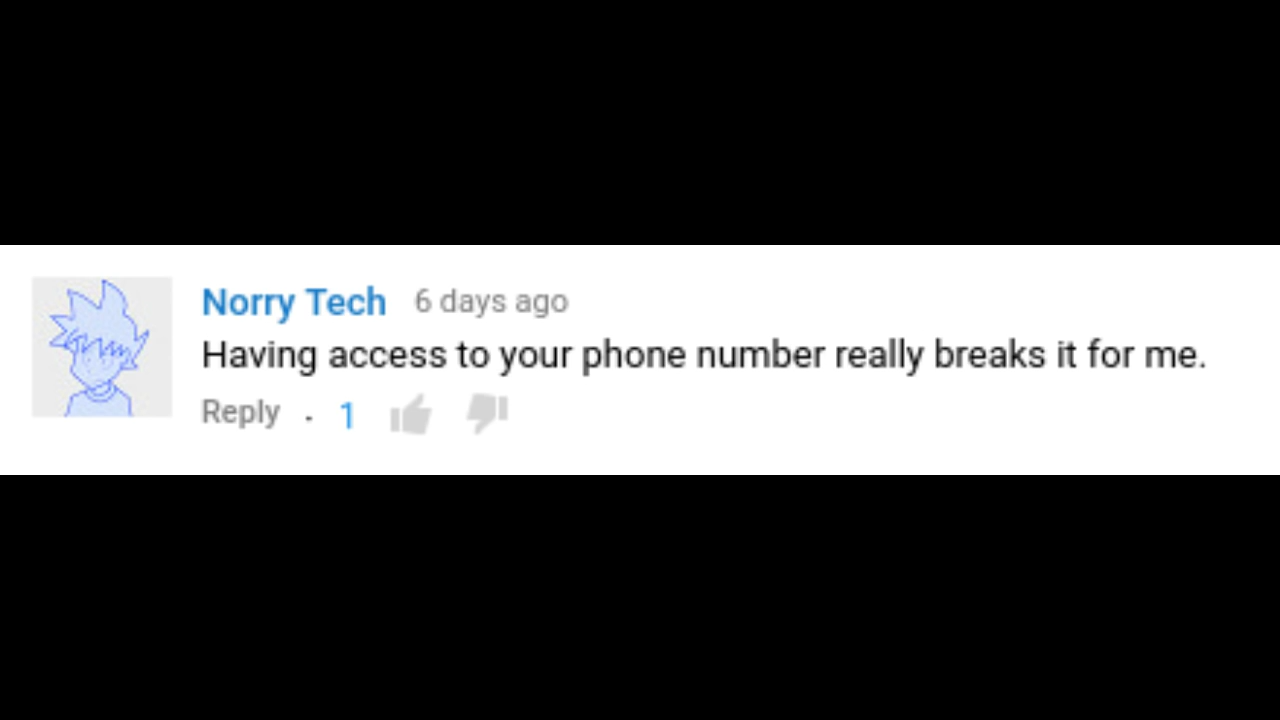 Norry Tech 6 days ago
Having access to your phone number really breaks it for me.
Reply . 1